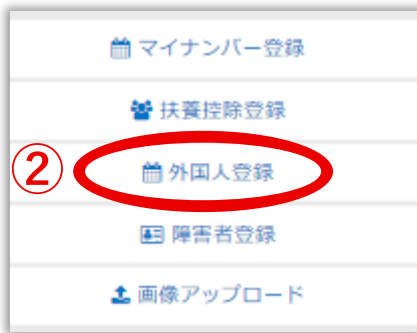 マイナンバー登録
扶養控除登録
②
外国人登録
障害者登録
画像アップロード